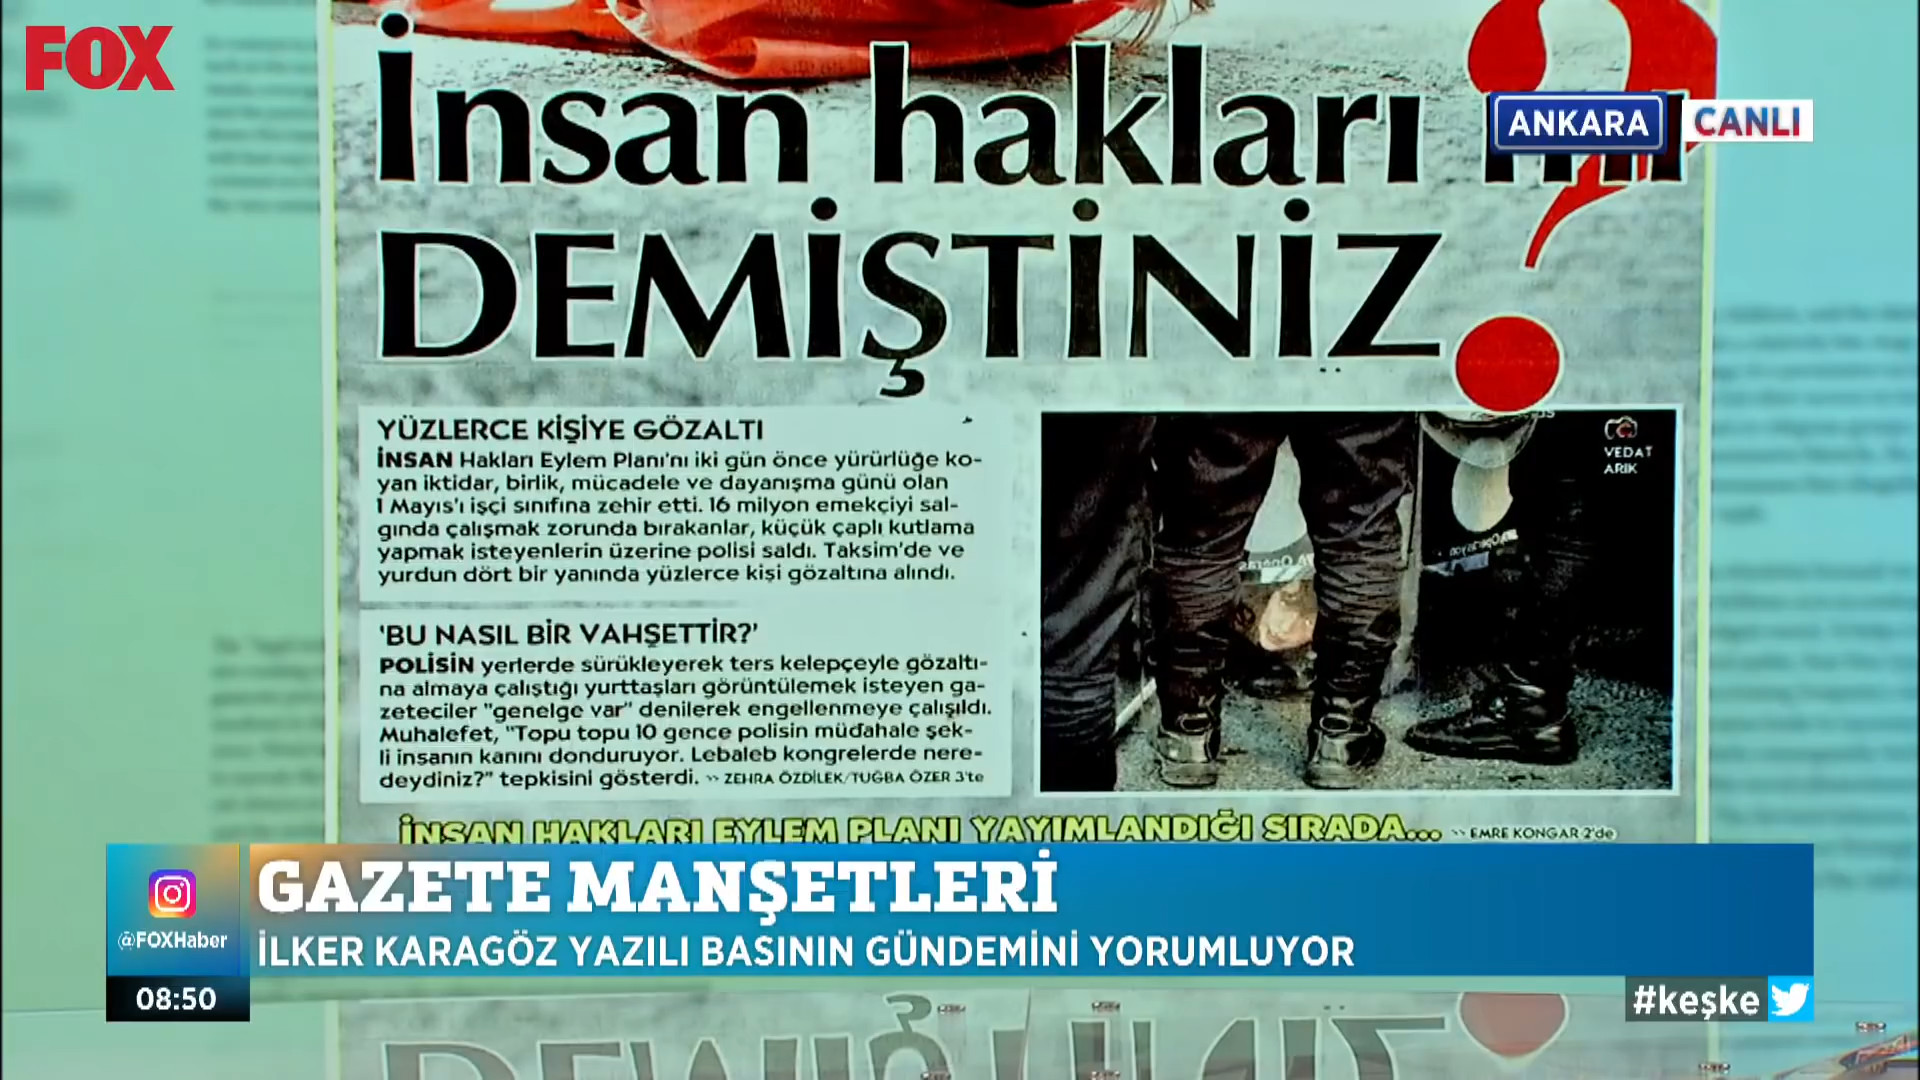 FOX
İnsan hakları mı
DEMİŞTİNİZ?
ANKARA CANLI
YÜZLERCE KİŞİYE GÖZALTI
İNSAN Hakları Eylem Planı'nı iki gün önce yürürlüğe ko-
yan iktidar, birlik, mücadele ve dayanışma günü olan
1 Mayıs'ı işçi sınıfına zehir etti. 16 milyon emekçiyi sal-
gında çalışmak zorunda bırakanlar, küçük çaplı kutlama
yapmak isteyenlerin üzerine polisi saldı. Taksim'de ve
yurdun dört bir yanında yüzlerce kişi gözaltına alındı.
'BU NASIL BİR VAHŞETTİR?'
POLİSİN yerlerde sürükleyerek ters kelepçeyle gözaltı-
na almaya çalıştığı yurttaşları görüntülemek isteyen ga-
zeteciler "genelge var" denilerek engellenmeye çalışıldı.
Muhalefet, "Topu topu 10 gence polisin müdahale şek-
li insanın kanını donduruyor. Lebaleb kongrelerde nere-
deydiniz?" tepkisini gösterdi. >> ZEHRA ÖZDİLEK/TUĞBA ÖZER 3'te
VEDAT
ARIK
İNSAN HAKLARI EYLEM PLANI YAYIMLANDIĞI SIRADA... >> EMRE KONGAR 2'de
GAZETE MANŞETLERİ
İLKER KARAGÖZ YAZILI BASININ GÜNDEMİNİ YORUMLUYOR
@FOXHaber
08:50
#keşke